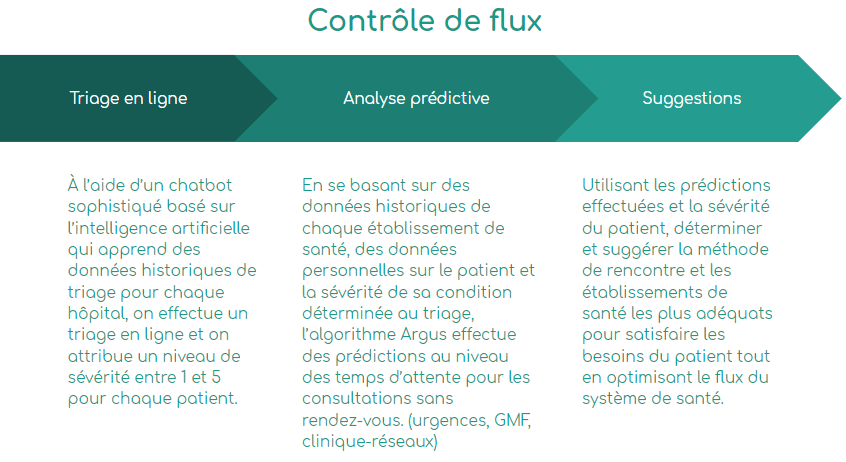 Contrôle de flux
Triage en ligne
Analyse prédictive
Suggestions
À l'aide d'un chatbot
sophistiqué basé sur
l'intelligence artificielle
qui apprend des
données historiques de
triage pour chaque
hôpital, on effectue un
triage en ligne et on
attribue un niveau de
sévérité entre 1 et 5
pour chaque patient.
En se basant sur des
données historiques de
chaque établissement de
santé, des données
personnelles sur le patient et
la sévérité de sa condition
déterminée au triage,
l'algorithme Argus effectue
des prédictions au niveau
des temps d'attente pour les
consultations sans
rendez-vous. (urgences, GMF,
clinique-réseaux)
Utilisant les prédictions
effectuées et la sévérité
du patient, déterminer
et suggérer la méthode
de rencontre et les
établissements de
santé les plus adéquats
pour satisfaire les
besoins du patient tout
en optimisant le flux du
système de santé.